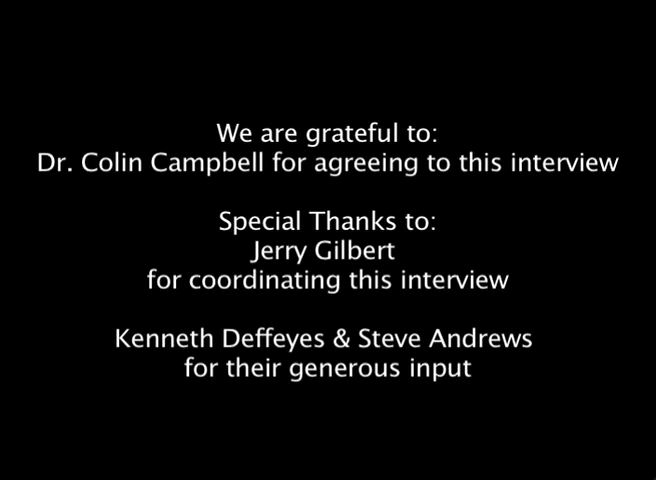 We are grateful to:
Dr. Colin Campbell for agreeing to this interview
Special Thanks to:
Jerry Gilbert
for coordinating this interview
Kenneth Deffeyes & Steve Andrews
for their generous input